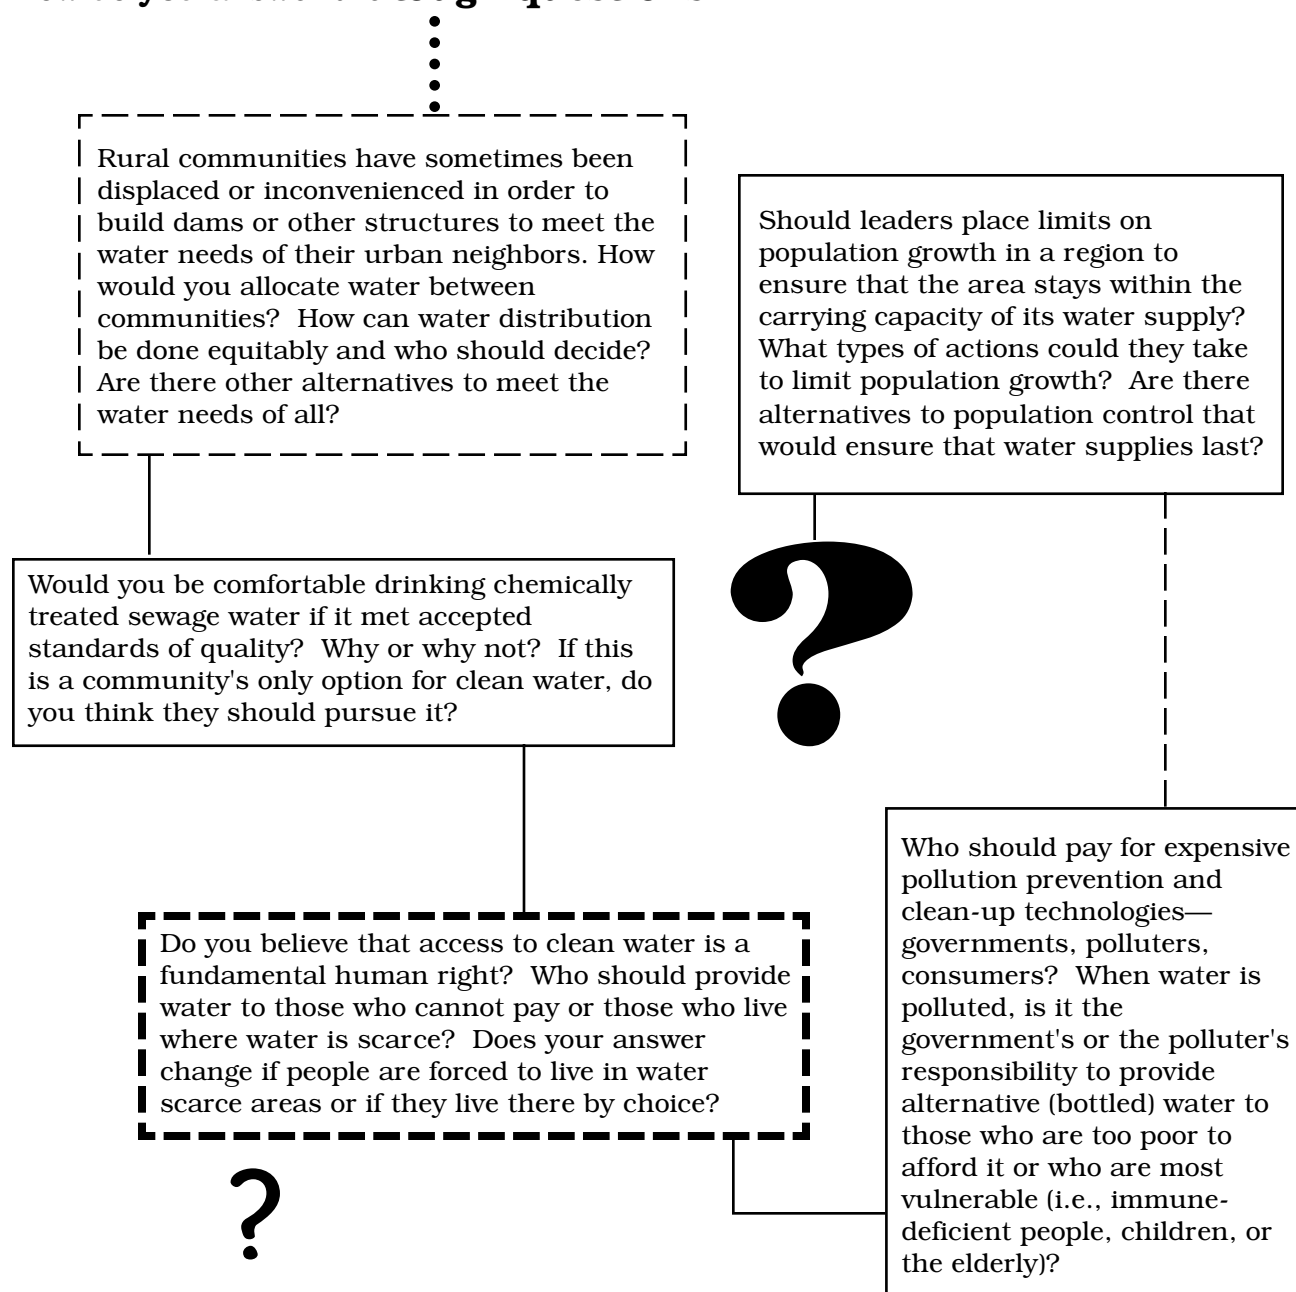 Rural communities have sometimes been
displaced or inconvenienced in order to
build dams or other structures to meet the
water needs of their urban neighbors. How
would you allocate water between
communities?  How can water distribution
be done equitably and who should decide?
Are there other alternatives to meet the
water needs of all?
Should leaders place limits on
population growth in a region to
ensure that the area stays within the
carrying capacity of its water supply?
What types of actions could they take
to limit population growth?  Are there
alternatives to population control that
would ensure that water supplies last?
Would you be comfortable drinking chemically
treated sewage water if it met accepted
standards of quality?  Why or why not?  If this
is a community's only option for clean water, do
you think they should pursue it?
?
Do you believe that access to clean water is a
fundamental human right?  Who should provide
water to those who cannot pay or those who live
where water is scarce?  Does your answer
change if people are forced to live in water
scarce areas or if they live there by choice?
Who should pay for expensive
pollution prevention and
clean-up technologies—
governments, polluters,
consumers?  When water is
polluted, is it the
government's or the polluter's
responsibility to provide
alternative (bottled) water to
those who are too poor to
afford it or who are most
vulnerable (i.e., immune-
deficient people, children, or
the elderly)?
?